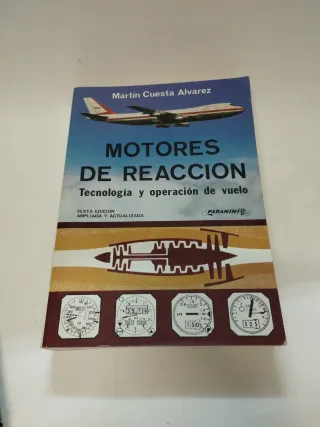 Martín Cuesta Alvarez
MOTORES
DE REACCION
Tecnología y operación de vuelo
SEXTA EDICION
AMPLIADA Y ACTUALIZADA
PARANINFO